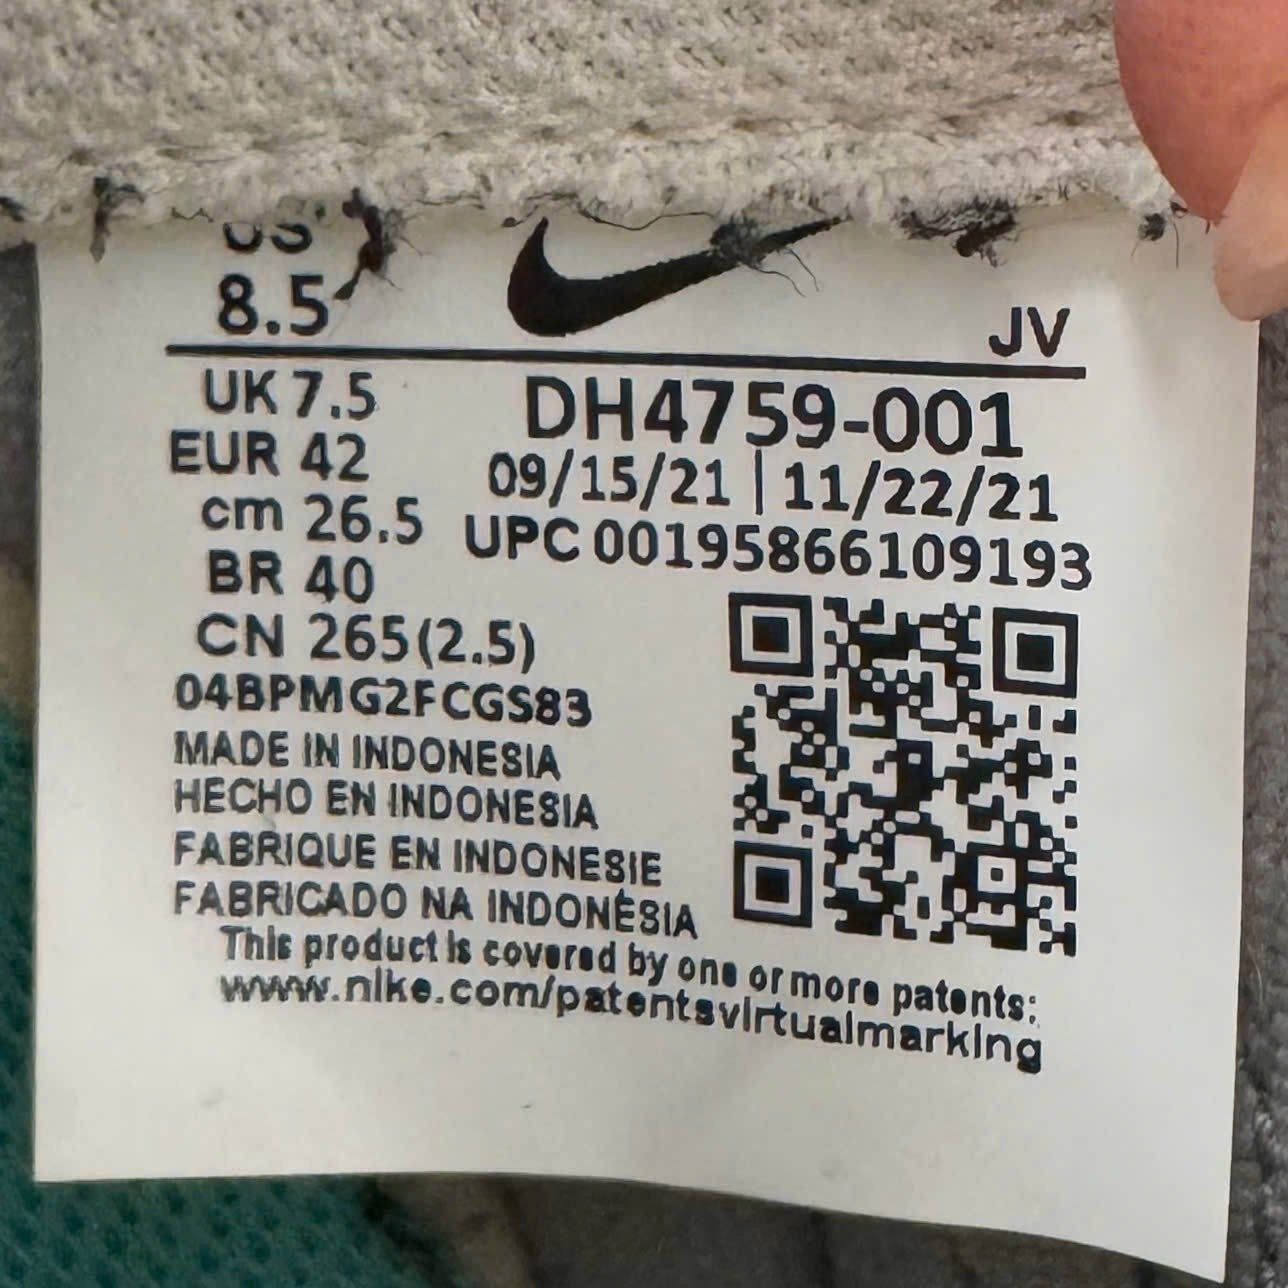 US
8.5
JV
UK 7.5
EUR 42
cm 26.5
BR 40
CN 265(2.5)
DH4759-001
09/15/21 | 11/22/21
UPC 00195866109193
04BPMG2FCGS83
MADE IN INDONESIA
HECHO EN INDONESIA
FABRIQUE EN INDONESIE
FABRICADO NA INDONÉSIA
This product is covered by one or more patents:
www.nike.com/patentsvirtualmarking